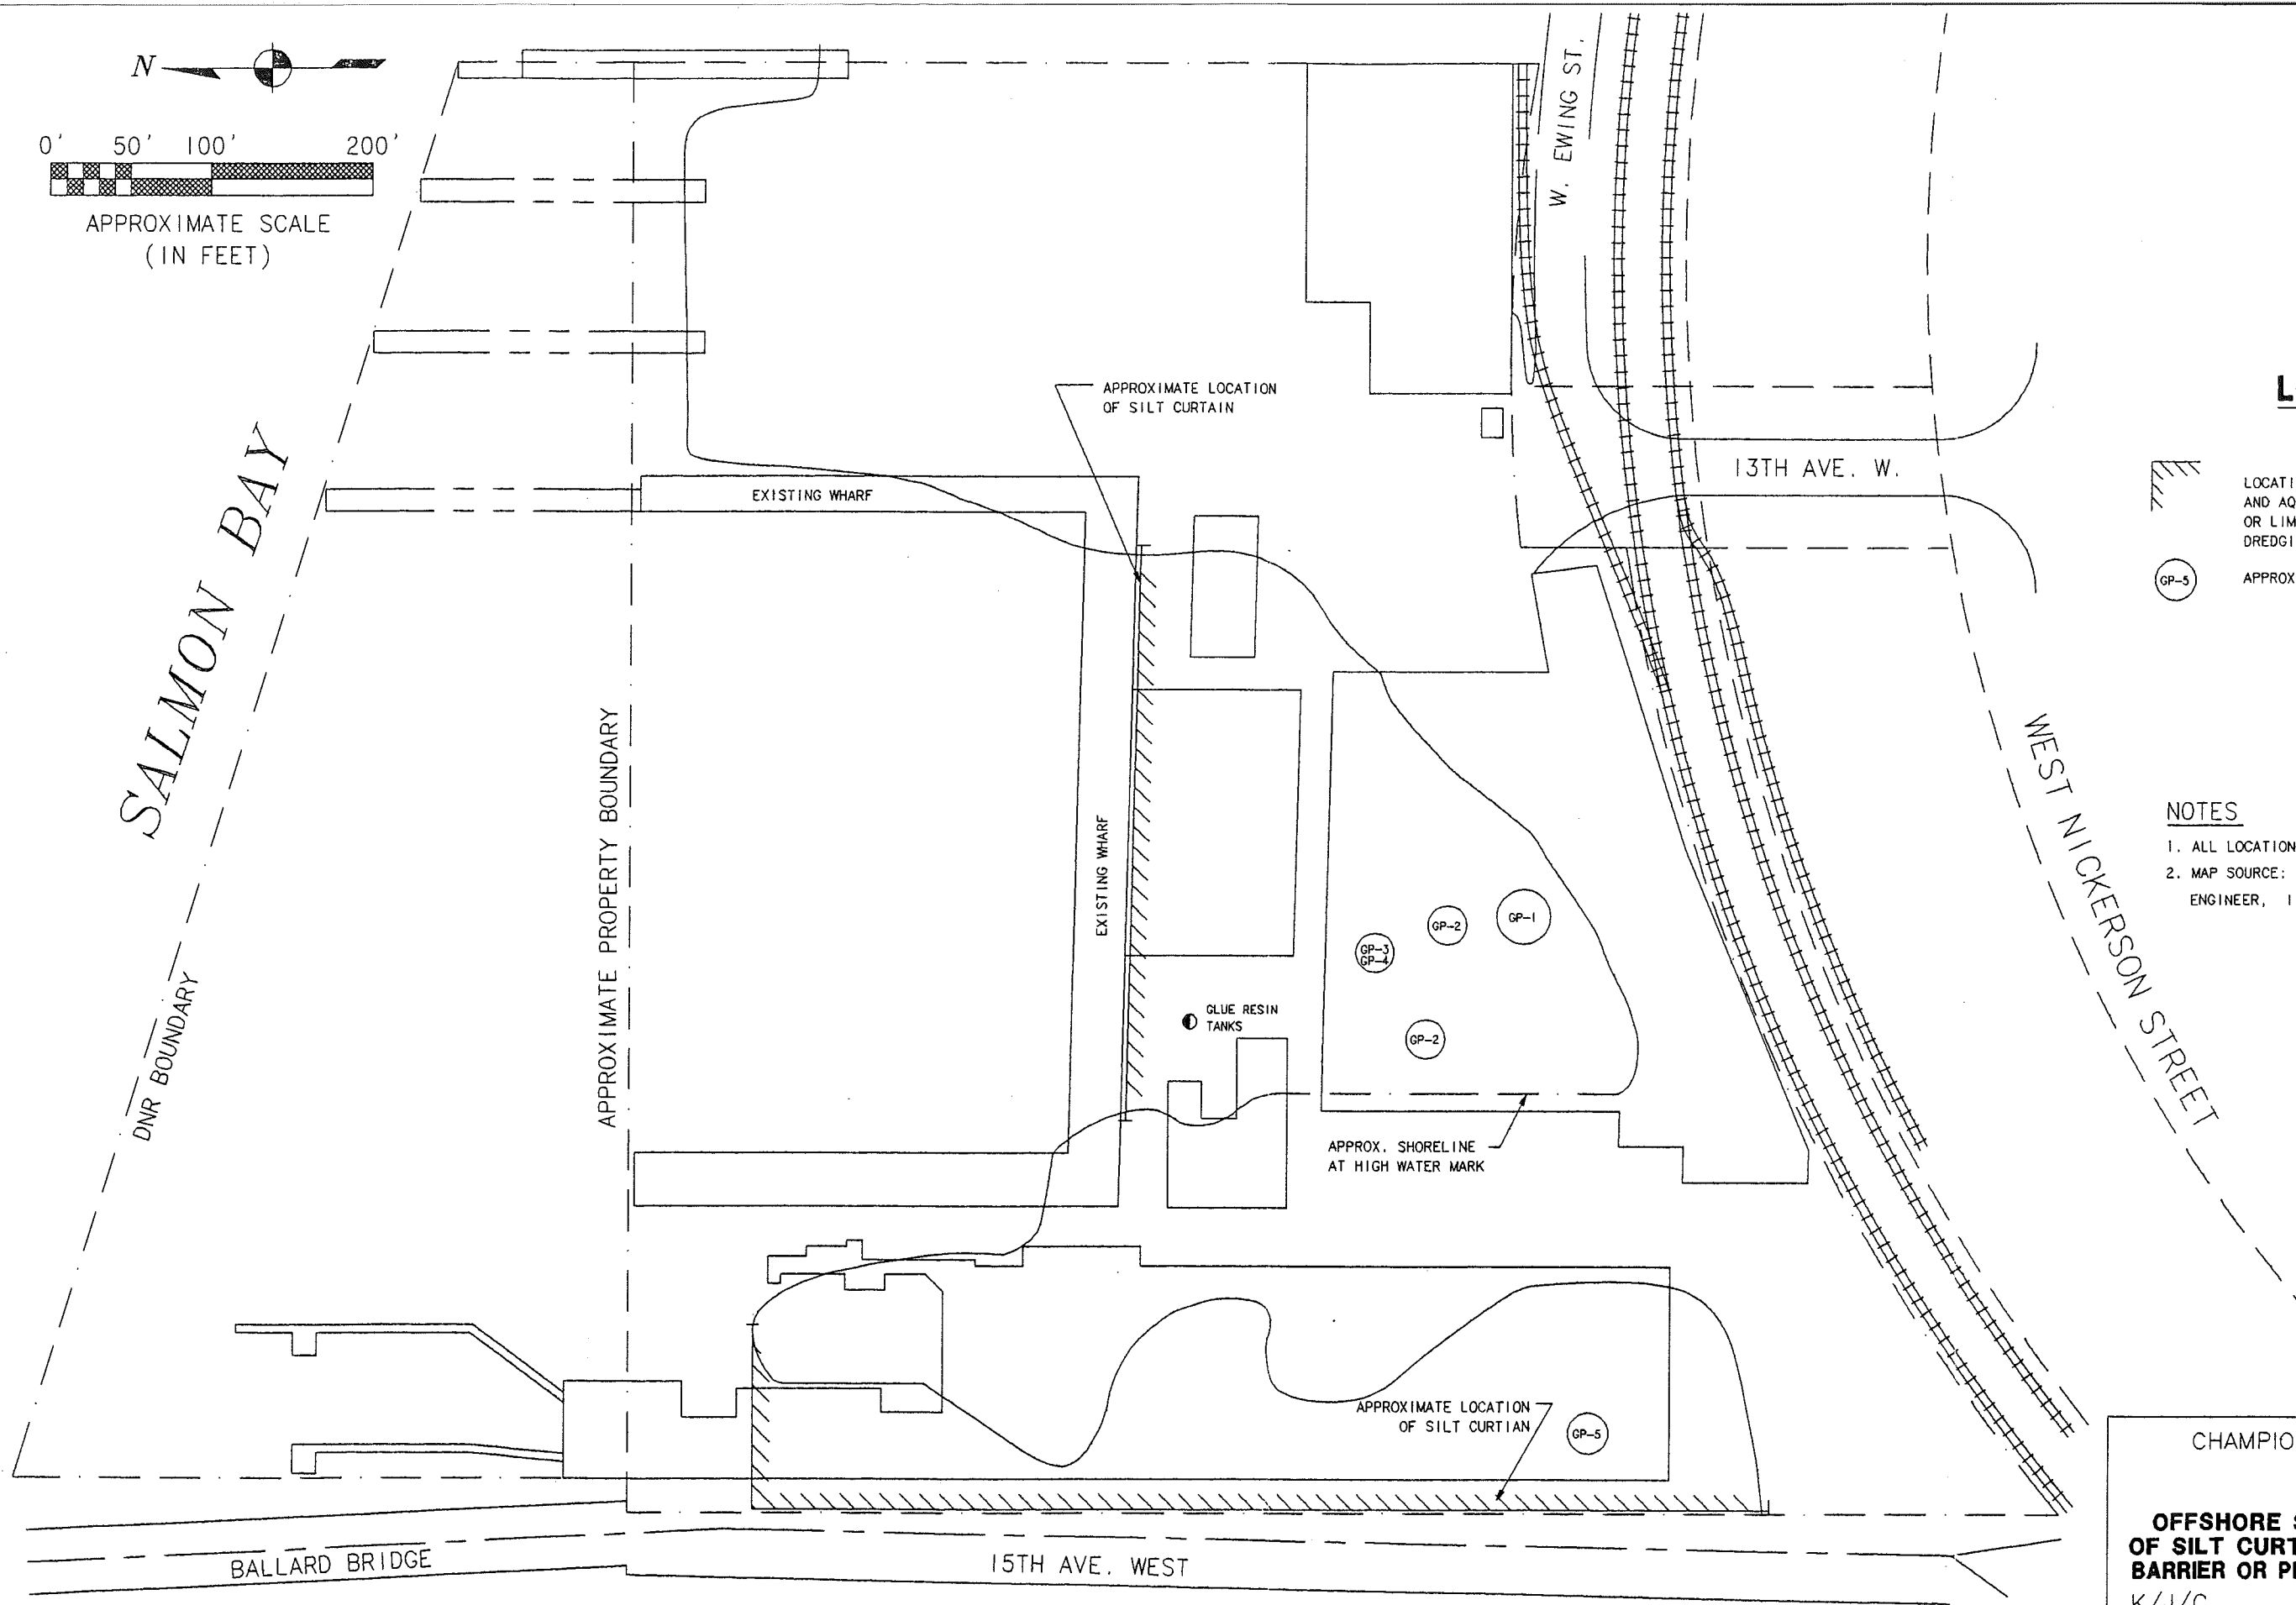 N
0' 50' 100' 200'
APPROXIMATE SCALE
(IN FEET)
SALMON BAY
DNR BOUNDARY
APPROXIMATE PROPERTY BOUNDARY
EXISTING WHARF
EXISTING WHARF
APPROXIMATE LOCATION
OF SILT CURTAIN
W. EWING ST.
13TH AVE. W.
WEST NICKERSON STREET
GP-1
GP-2
GP-3
GP-4
GP-2
GLUE RESIN
TANKS
APPROX. SHORELINE
AT HIGH WATER MARK
APPROXIMATE LOCATION
OF SILT CURTIAN
GP-5
BALLARD BRIDGE
15TH AVE. WEST
L
LOCATI
AND AQ
OR LIM
DREDGI
GP-5
APPROX
NOTES
1. ALL LOCATION
2. MAP SOURCE:
ENGINEER, 1
CHAMPIO
OFFSHORE
OF SILT CURT
BARRIER OR P
K/J/C